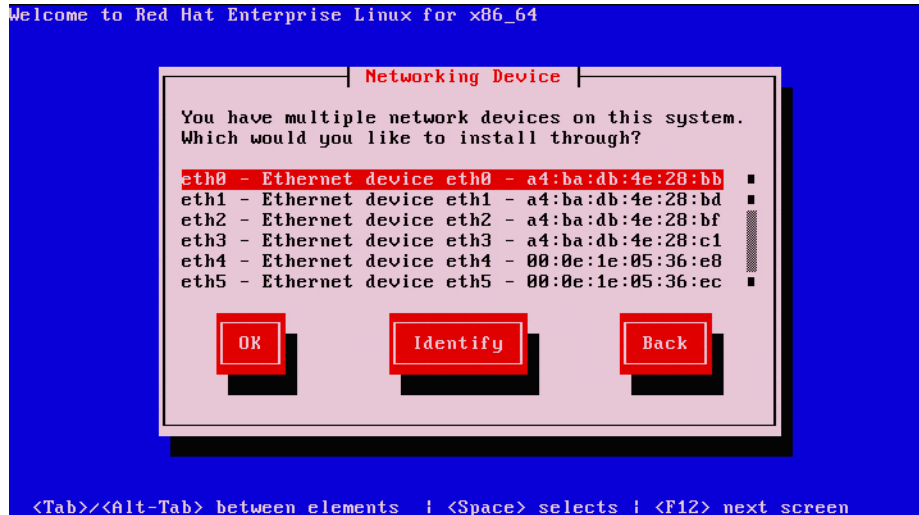 Welcome to Red Hat Enterprise Linux for x86_64
Networking Device
You have multiple network devices on this system.
Which would you like to install through?
eth0 - Ethernet device eth0 - a4:ba:db:4e:28:bb
eth1 - Ethernet device eth1 - a4:ba:db:4e:28:bd
eth2 - Ethernet device eth2 - a4:ba:db:4e:28:bf
eth3 - Ethernet device eth3 - a4:ba:db:4e:28:c1
eth4 - Ethernet device eth4 - 00:0e:1e:05:36:e8
eth5 - Ethernet device eth5 - 00:0e:1e:05:36:ec
OK Identify Back
<Tab>/<Alt-Tab> between elements | <Space> selects | <F12> next screen